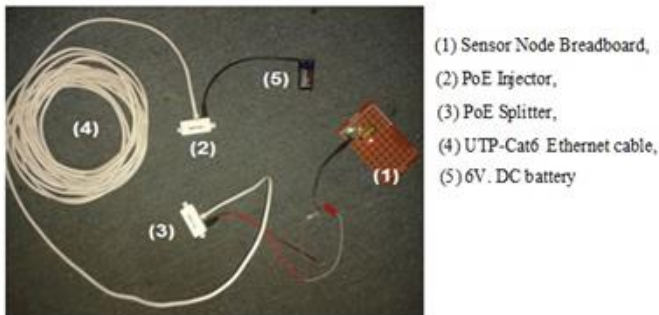 (4)
(5)
(2)
(1)
(3)
(1) Sensor Node Breadboard,
(2) PoE Injector,
(3) PoE Splitter,
(4) UTP-Cat6 Ethernet cable,
(5) 6V. DC battery